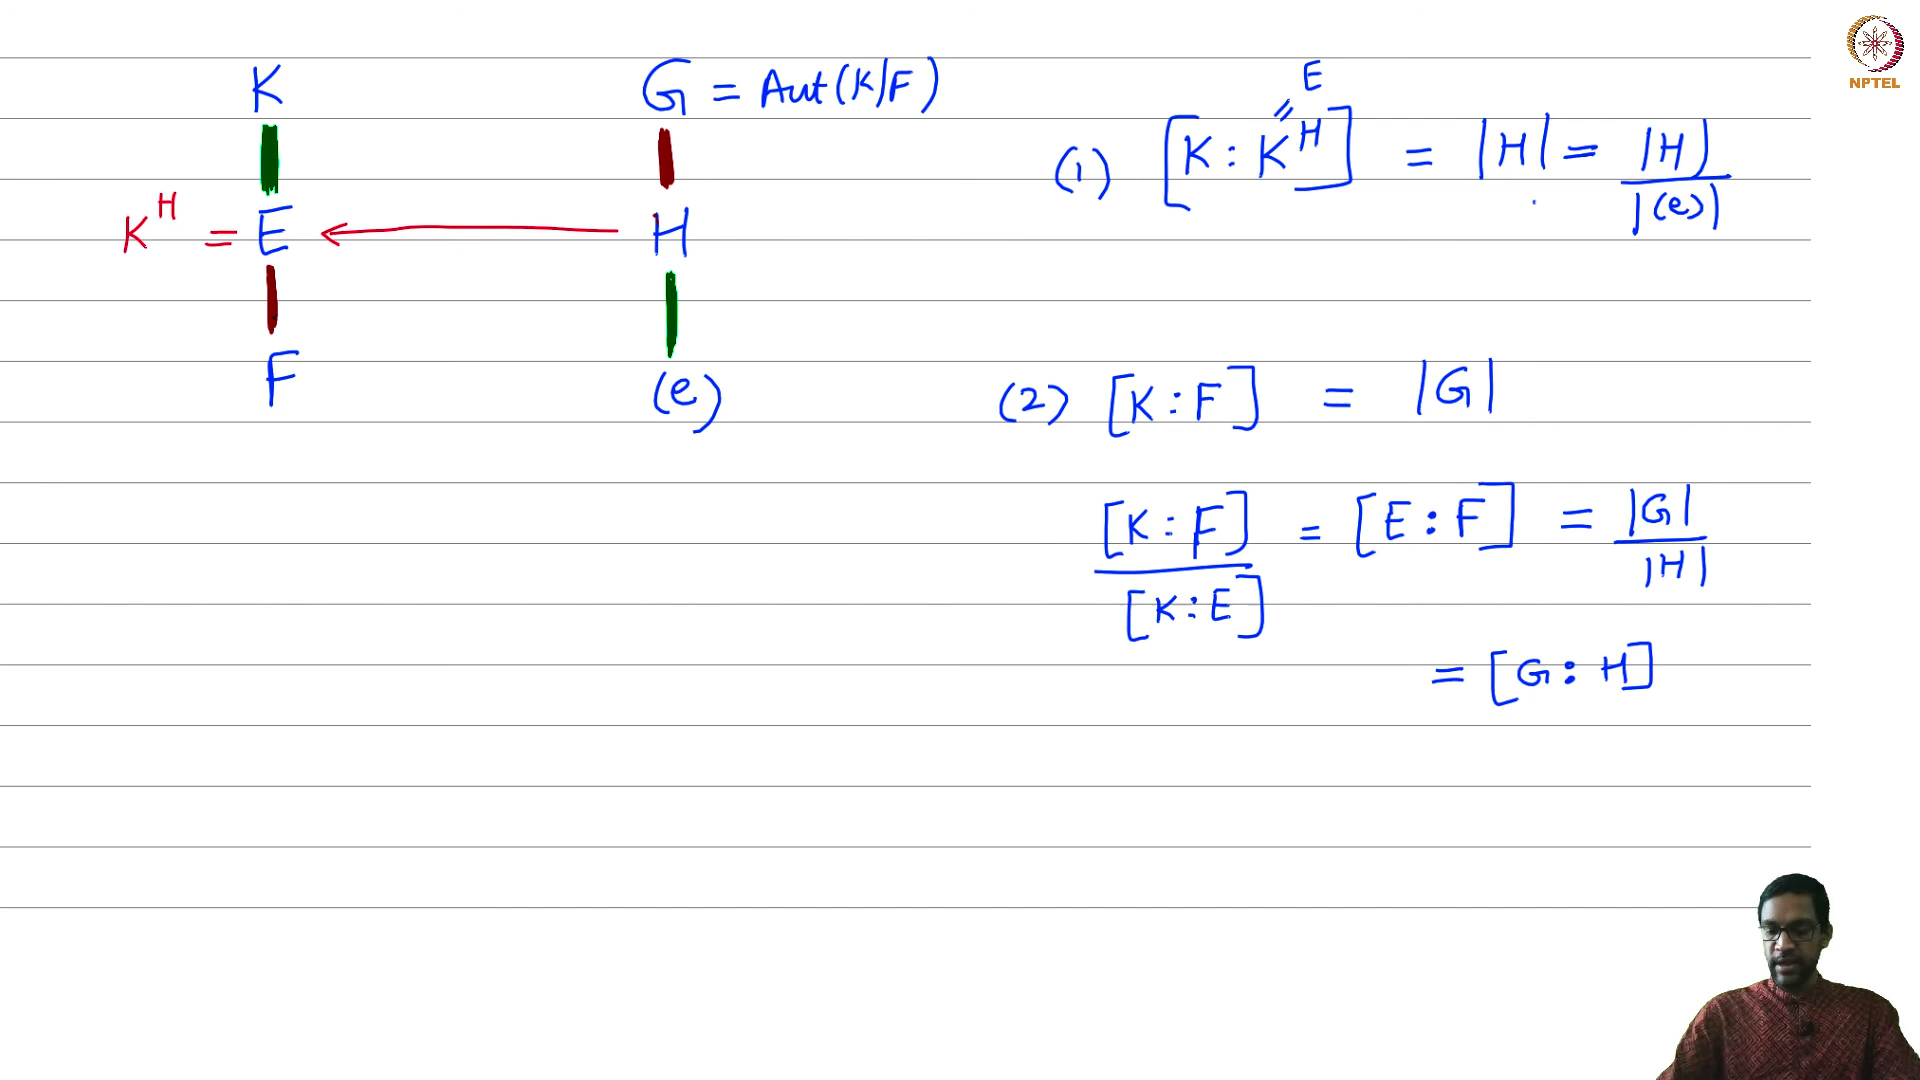 K
K^H = E
F
G = Aut(K/F)
H
(e)
E
(1) [K : K^H] = |H| = |H| / |(e)|
(2) [K : F] = |G|
[K : F] / [K : E] = [E : F] = |G| / |H|
= [G : H]
NPTEL